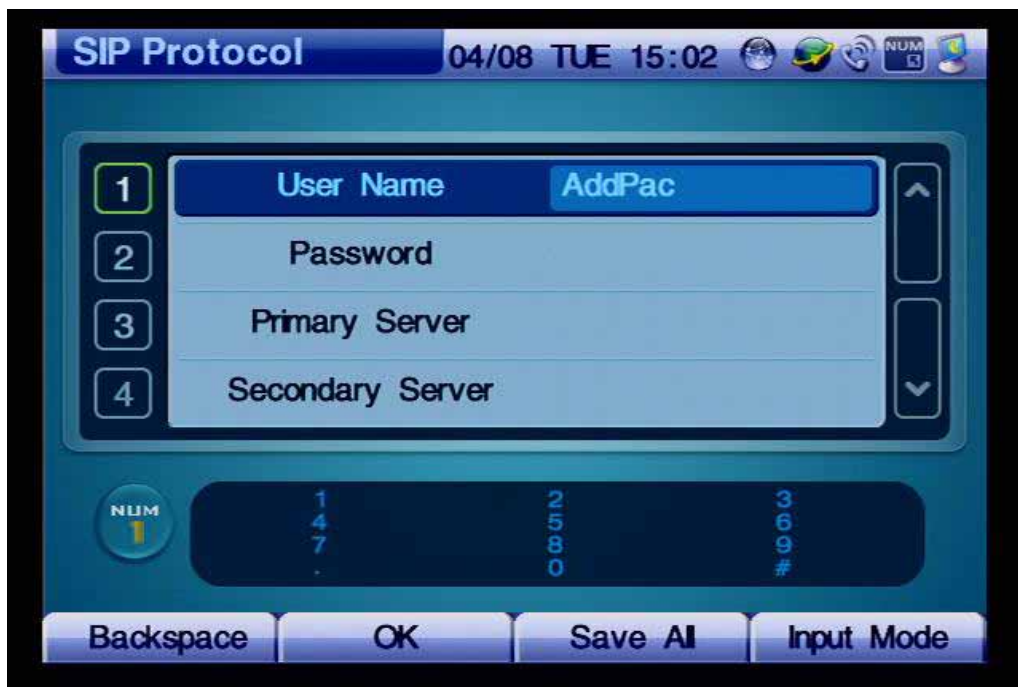 SIP Protocol 04/08 TUE 15:02 NUM
1 User Name AddPac
2 Password
3 Primary Server
4 Secondary Server
NUM 1
1 2 3
4 5 6
7 8 9
. 0 #
Backspace OK Save All Input Mode